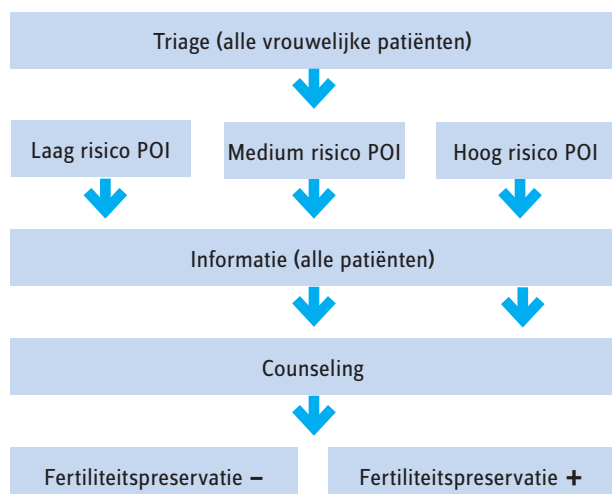 Triage (alle vrouwelijke patiënten)
Laag risico POI
Medium risico POI
Hoog risico POI
Informatie (alle patiënten)
Counseling
Fertiliteitspreservatie –
Fertiliteitspreservatie +